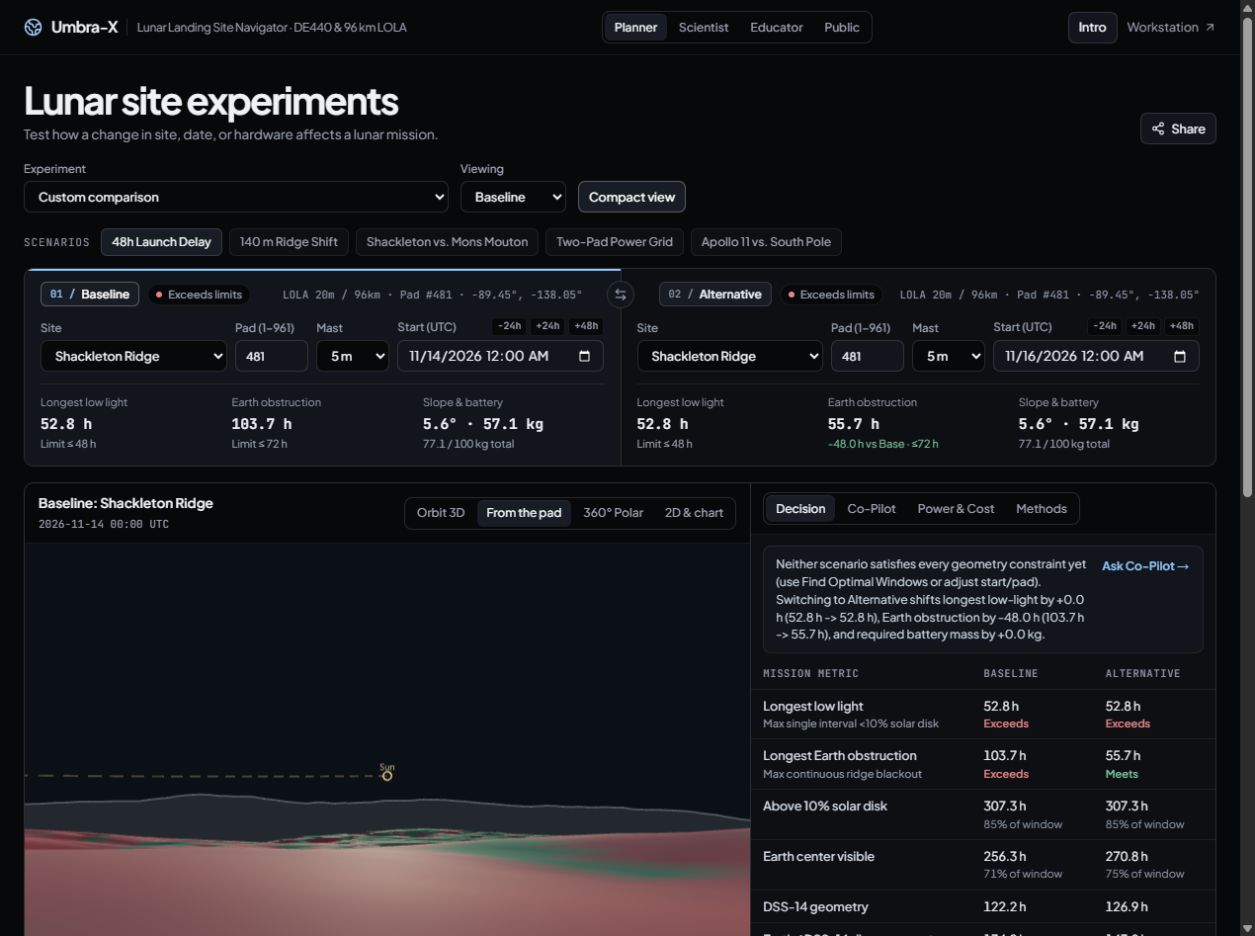 Umbra-X
Lunar Landing Site Navigator · DE440 & 96 km LOLA
Planner
Scientist
Educator
Public
Intro
Workstation ↗
Lunar site experiments
Test how a change in site, date, or hardware affects a lunar mission.
Share
Experiment
Viewing
Custom comparison
Baseline
Compact view
SCENARIOS
48h Launch Delay
140 m Ridge Shift
Shackleton vs. Mons Mouton
Two-Pad Power Grid
Apollo 11 vs. South Pole
01 / Baseline
Exceeds limits
LOLA 20m / 96km · Pad #481 · -89.45°, -138.05°
Site
Pad (1–961)
Mast
Start (UTC)
-24h
+24h
+48h
Shackleton Ridge
481
5 m
11/14/2026 12:00 AM
Longest low light
Earth obstruction
Slope & battery
52.8 h
103.7 h
5.6° · 57.1 kg
Limit ≤ 48 h
Limit ≤ 72 h
77.1 / 100 kg total
02 / Alternative
Exceeds limits
LOLA 20m / 96km · Pad #481 · -89.45°, -138.05°
Site
Pad (1–961)
Mast
Start (UTC)
-24h
+24h
+48h
Shackleton Ridge
481
5 m
11/16/2026 12:00 AM
Longest low light
Earth obstruction
Slope & battery
52.8 h
55.7 h
5.6° · 57.1 kg
Limit ≤ 48 h
-48.0 h vs Base · ≤72 h
77.1 / 100 kg total
Baseline: Shackleton Ridge
2026-11-14 00:00 UTC
Orbit 3D
From the pad
360° Polar
2D & chart
Sun
Decision
Co-Pilot
Power & Cost
Methods
Neither scenario satisfies every geometry constraint yet
(use Find Optimal Windows or adjust start/pad).
Switching to Alternative shifts longest low-light by +0.0
h (52.8 h -> 52.8 h), Earth obstruction by -48.0 h (103.7 h
-> 55.7 h), and required battery mass by +0.0 kg.
Ask Co-Pilot →
MISSION METRIC
BASELINE
ALTERNATIVE
Longest low light
52.8 h
52.8 h
Max single interval <10% solar disk
Exceeds
Exceeds
Longest Earth obstruction
103.7 h
55.7 h
Max continuous ridge blackout
Exceeds
Meets
Above 10% solar disk
307.3 h
307.3 h
85% of window
85% of window
Earth center visible
256.3 h
270.8 h
71% of window
75% of window
DSS-14 geometry
122.2 h
126.9 h